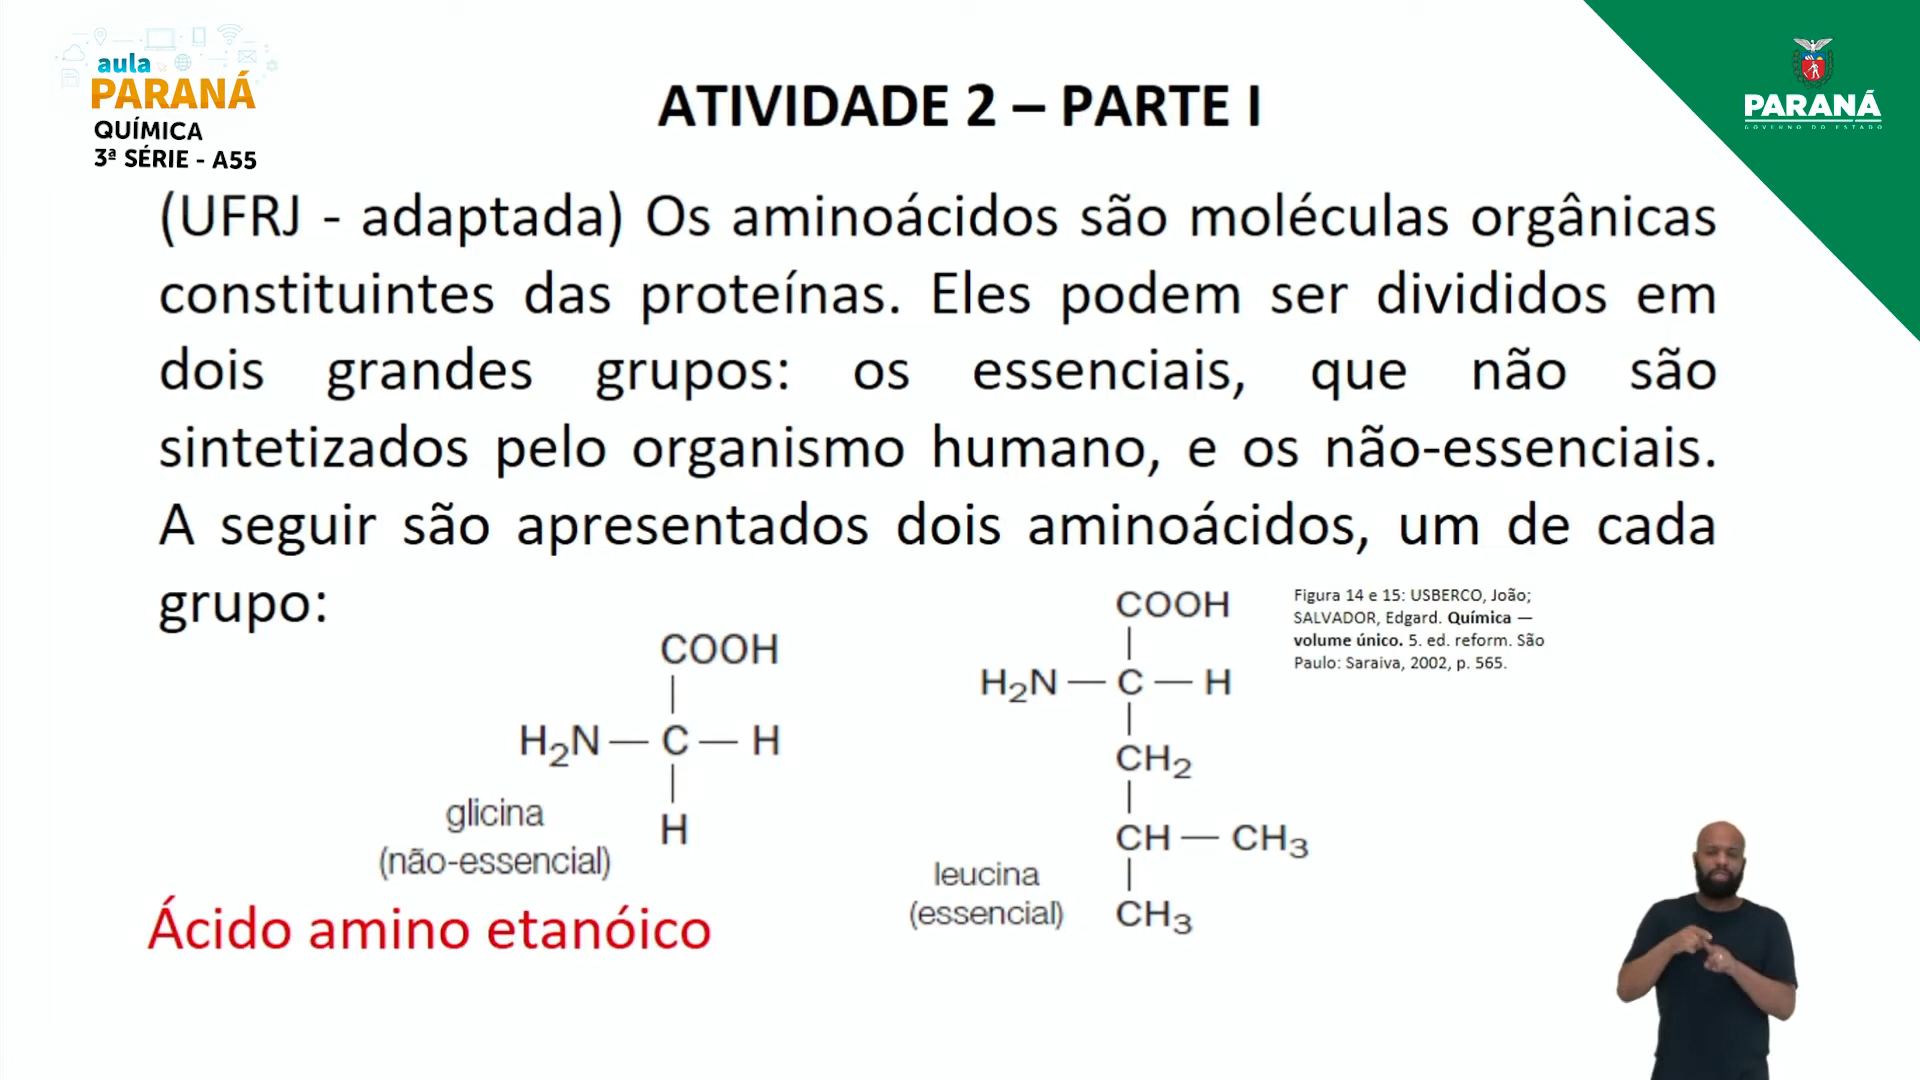 aula
PARANÁ
QUÍMICA
3ª SÉRIE - A55
PARANÁ
GOVERNO DO ESTADO
ATIVIDADE 2 – PARTE I
(UFRJ - adaptada) Os aminoácidos são moléculas orgânicas
constituintes das proteínas. Eles podem ser divididos em
dois grandes grupos: os essenciais, que não são
sintetizados pelo organismo humano, e os não-essenciais.
A seguir são apresentados dois aminoácidos, um de cada
grupo:
COOH
|
H₂N — C — H
|
H
glicina
(não-essencial)
Ácido amino etanóico
COOH
|
H₂N — C — H
|
CH₂
|
CH — CH₃
|
CH₃
leucina
(essencial)
Figura 14 e 15: USBERCO, João;
SALVADOR, Edgard. Química —
volume único. 5. ed. reform. São
Paulo: Saraiva, 2002, p. 565.